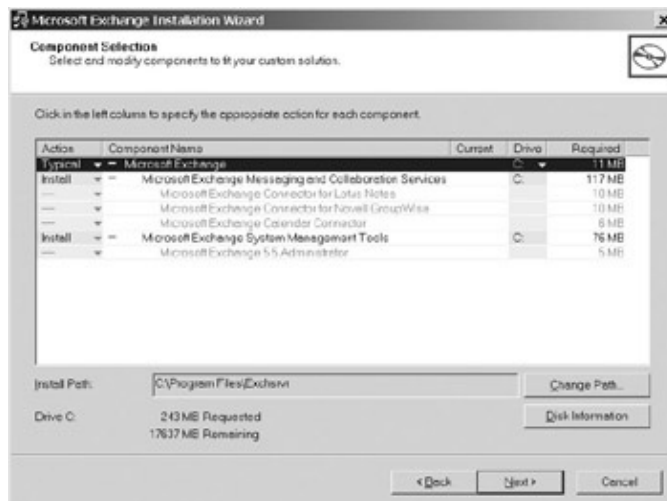 Microsoft Exchange Installation Wizard
Component Selection
Select and modify components to fit your custom solution.
Click in the left column to specify the appropriate action for each component.
Action Component Name Current Drive Required
Typical Microsoft Exchange C: 11 MB
Install Microsoft Exchange Messaging and Collaboration Services C: 117 MB
---- Microsoft Exchange Connector for Lotus Notes 10 MB
---- Microsoft Exchange Connector for Novell GroupWise 10 MB
---- Microsoft Exchange Calendar Connector 6 MB
Install Microsoft Exchange System Management Tools C: 76 MB
---- Microsoft Exchange 5.5 Administrator 5 MB
Install Path: C:\Program Files\Exchsrvr Change Path...
Drive C: 243 MB Requested Disk Information
17637 MB Remaining
< Back Next > Cancel